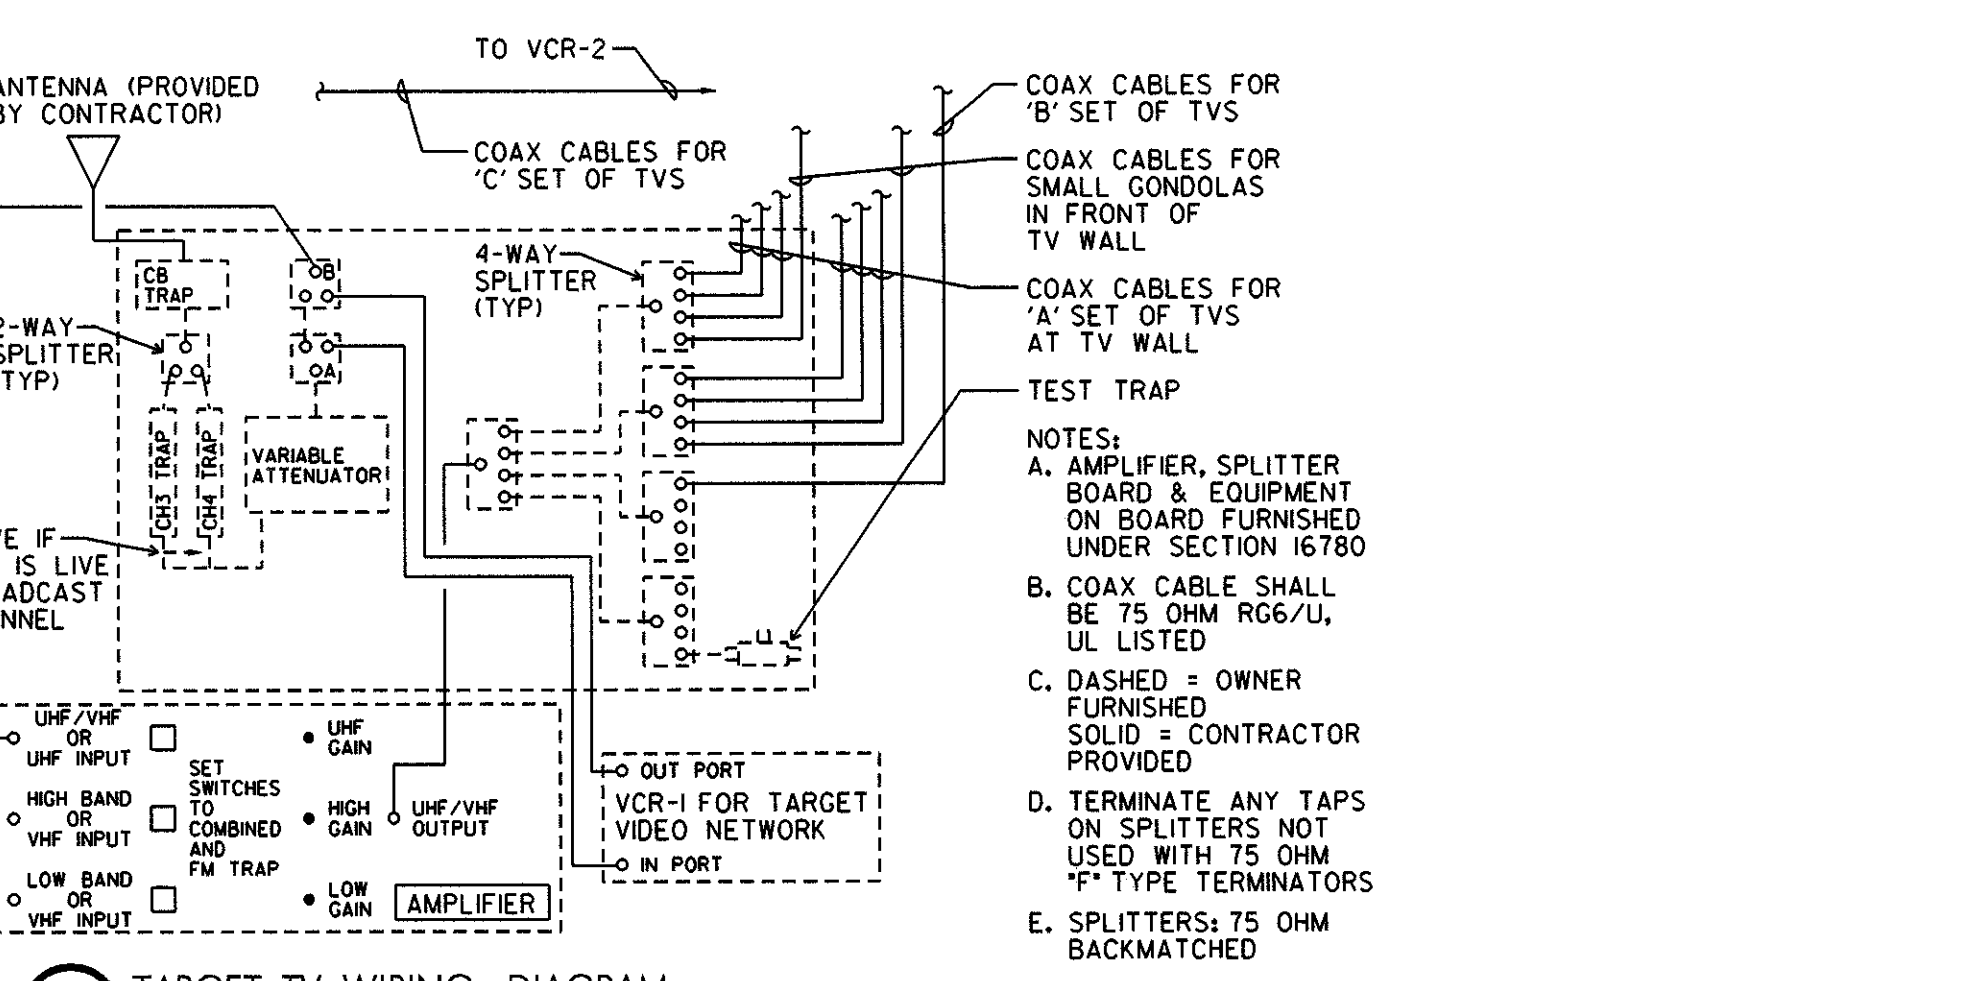 TO VCR-2
ANTENNA (PROVIDED
BY CONTRACTOR)
COAX CABLES FOR
'C' SET OF TVS
COAX CABLES FOR
'B' SET OF TVS
COAX CABLES FOR
SMALL GONDOLAS
IN FRONT OF
TV WALL
COAX CABLES FOR
'A' SET OF TVS
AT TV WALL
TEST TRAP
4-WAY
SPLITTER
(TYP)
CB
TRAP
B
A
2-WAY
SPLITTER
(TYP)
CH3 TRAP
CH4 TRAP
VARIABLE
ATTENUATOR
VE IF
IS LIVE
ADCAST
NNEL
NOTES:
A. AMPLIFIER, SPLITTER
BOARD & EQUIPMENT
ON BOARD FURNISHED
UNDER SECTION 16780
B. COAX CABLE SHALL
BE 75 OHM RG6/U,
UL LISTED
C. DASHED = OWNER
FURNISHED
SOLID = CONTRACTOR
PROVIDED
D. TERMINATE ANY TAPS
ON SPLITTERS NOT
USED WITH 75 OHM
"F" TYPE TERMINATORS
E. SPLITTERS: 75 OHM
BACKMATCHED
UHF/VHF
OR
UHF INPUT
HIGH BAND
OR
VHF INPUT
LOW BAND
OR
VHF INPUT
SET
SWITCHES
TO
COMBINED
AND
FM TRAP
UHF
GAIN
HIGH
GAIN
LOW
GAIN
UHF/VHF
OUTPUT
AMPLIFIER
OUT PORT
VCR-1 FOR TARGET
VIDEO NETWORK
IN PORT
TARGET TV WIRING DIAGRAM